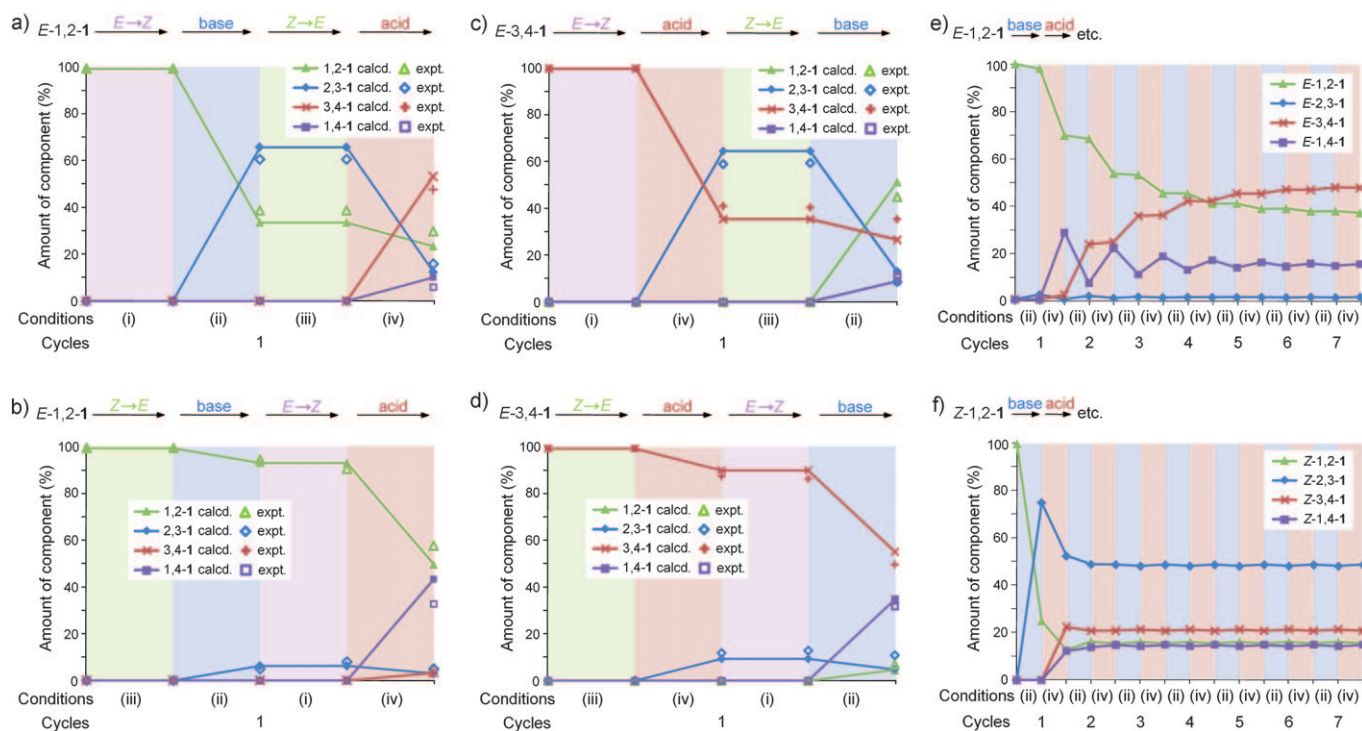 a)
E→Z base Z→E acid
E-1,2-1
Amount of component (%)
100
80
60
40
20
0
1,2-1 calcd. expt.
2,3-1 calcd. expt.
3,4-1 calcd. expt.
1,4-1 calcd. expt.
Conditions (i) (ii) (iii) (iv)
Cycles 1
c)
E→Z acid Z→E base
E-3,4-1
Amount of component (%)
100
80
60
40
20
0
1,2-1 calcd. expt.
2,3-1 calcd. expt.
3,4-1 calcd. expt.
1,4-1 calcd. expt.
Conditions (i) (iv) (iii) (ii)
Cycles 1
e)
E-1,2-1 base acid etc.
Amount of component (%)
100
80
60
40
20
0
E-1,2-1
E-2,3-1
E-3,4-1
E-1,4-1
Conditions (ii) (iv) (ii) (iv) (ii) (iv) (ii) (iv) (ii) (iv) (ii) (iv) (ii) (iv)
Cycles 1 2 3 4 5 6 7
b)
Z→E base E→Z acid
E-1,2-1
Amount of component (%)
100
80
60
40
20
0
1,2-1 calcd. expt.
2,3-1 calcd. expt.
3,4-1 calcd. expt.
1,4-1 calcd. expt.
Conditions (iii) (ii) (i) (iv)
Cycles 1
d)
Z→E acid E→Z base
E-3,4-1
Amount of component (%)
100
80
60
40
20
0
1,2-1 calcd. expt.
2,3-1 calcd. expt.
3,4-1 calcd. expt.
1,4-1 calcd. expt.
Conditions (iii) (iv) (i) (ii)
Cycles 1
f)
Z-1,2-1 base acid etc.
Amount of component (%)
100
80
60
40
20
0
Z-1,2-1
Z-2,3-1
Z-3,4-1
Z-1,4-1
Conditions (ii) (iv) (ii) (iv) (ii) (iv) (ii) (iv) (ii) (iv) (ii) (iv) (ii) (iv)
Cycles 1 2 3 4 5 6 7